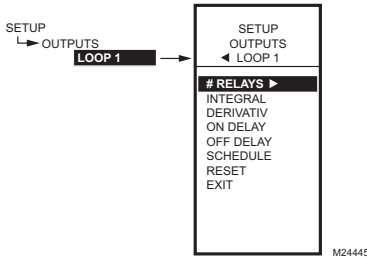 SETUP
OUTPUTS
LOOP 1
SETUP
OUTPUTS
◄ LOOP 1
# RELAYS ►
INTEGRAL
DERIVATIV
ON DELAY
OFF DELAY
SCHEDULE
RESET
EXIT
M24445